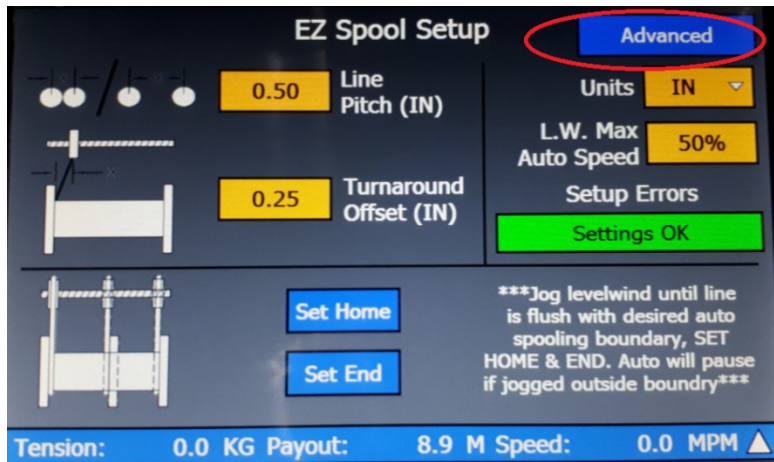 EZ Spool Setup
Advanced
0.50
Line
Pitch (IN)
0.25
Turnaround
Offset (IN)
Units
IN
L.W. Max
Auto Speed
50%
Setup Errors
Settings OK
Set Home
Set End
***Jog levelwind until line
is flush with desired auto
spooling boundary, SET
HOME & END. Auto will pause
if jogged outside boundry***
Tension: 0.0 KG Payout: 8.9 M Speed: 0.0 MPM